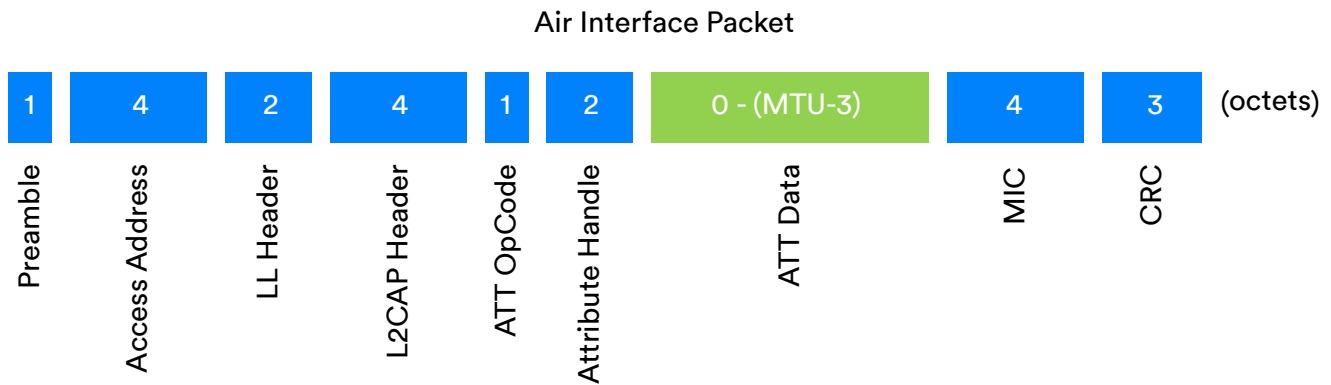 Air Interface Packet
1 4 2 4 1 2 0 - (MTU-3) 4 3 (octets)
Preamble
Access Address
LL Header
L2CAP Header
ATT OpCode
Attribute Handle
ATT Data
MIC
CRC